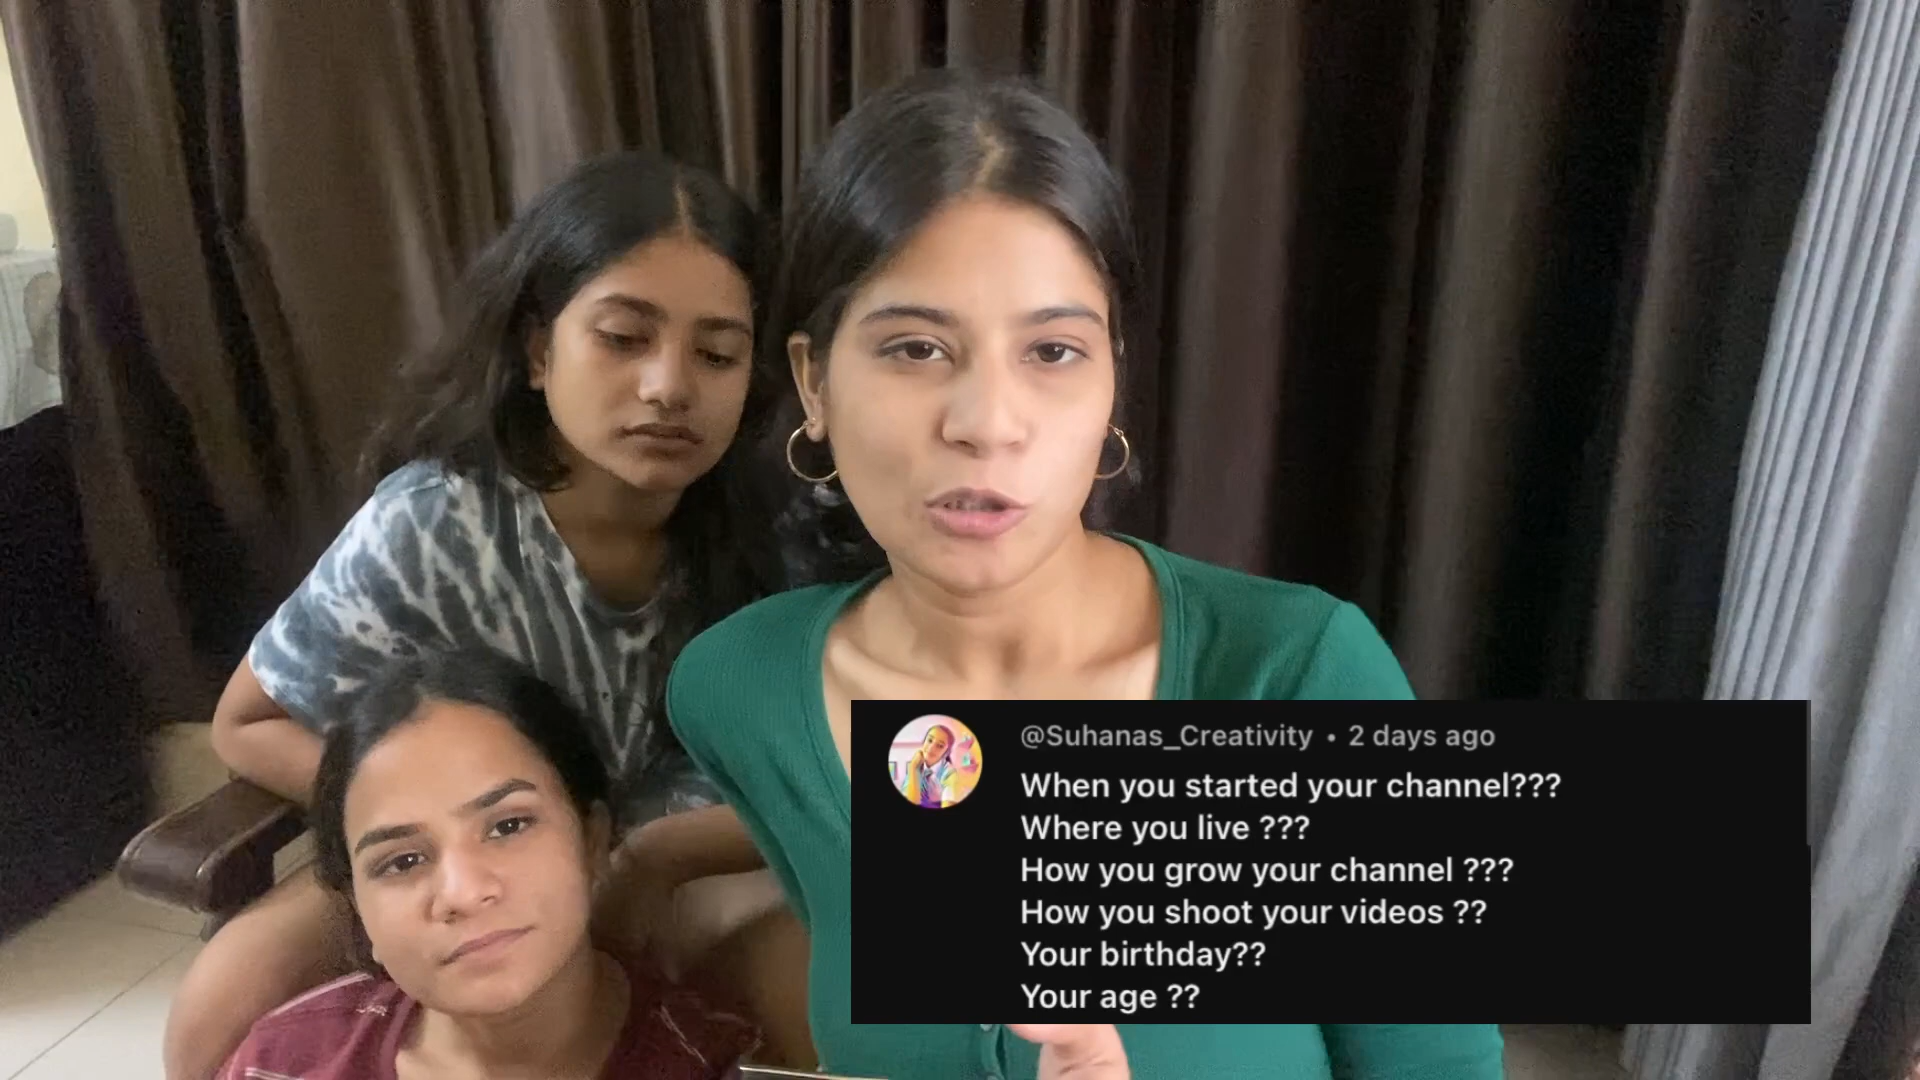 @Suhanas_Creativity • 2 days ago
When you started your channel???
Where you live ???
How you grow your channel ???
How you shoot your videos ??
Your birthday??
Your age ??